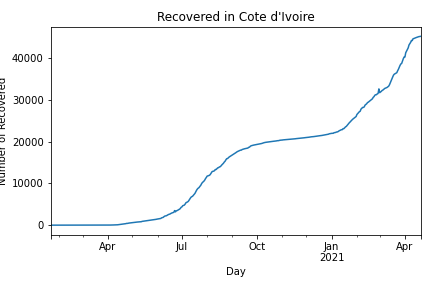 Recovered in Cote d'Ivoire
Number of Recovered
40000
30000
20000
10000
0
Apr
Jul
Oct
Jan
2021
Apr
Day